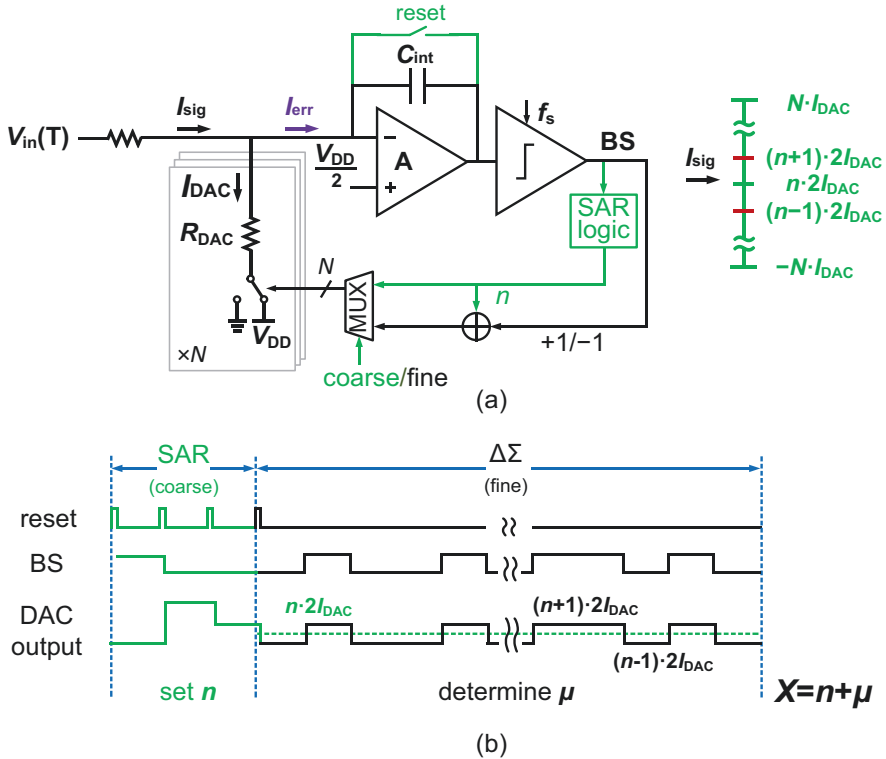 reset
C_int
I_sig
I_err
V_in(T)
V_DD/2
−
A
+
f_s
BS
I_DAC
R_DAC
V_DD
×N
N
MUX
SAR
logic
n
+1/−1
coarse/fine
I_sig
N·I_DAC
(n+1)·2I_DAC
n·2I_DAC
(n−1)·2I_DAC
−N·I_DAC
(a)
SAR
(coarse)
ΔΣ
(fine)
reset
BS
DAC
output
n·2I_DAC
(n+1)·2I_DAC
(n-1)·2I_DAC
set n
determine μ
X=n+μ
(b)